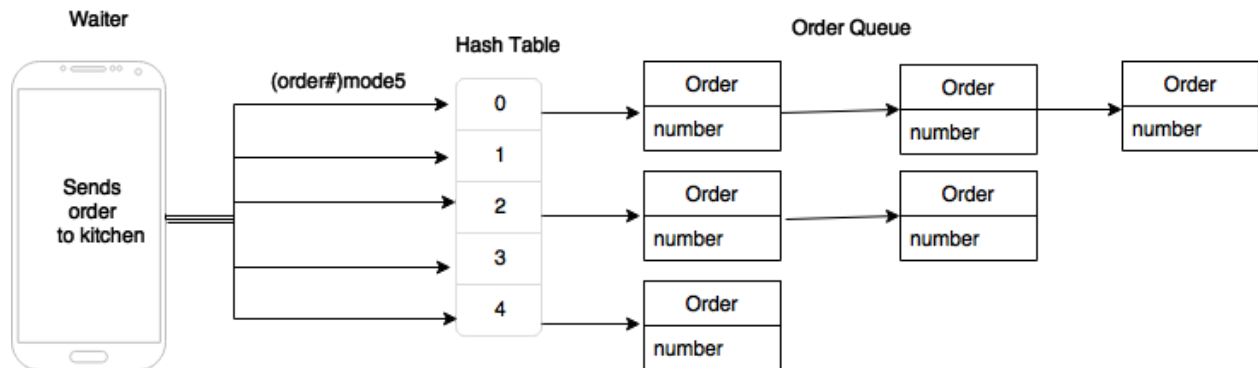 Waiter
Order Queue
Hash Table
(order#)mode5
Sends
order
to kitchen
0
1
2
3
4
Order
number
Order
number
Order
number
Order
number
Order
number
Order
number